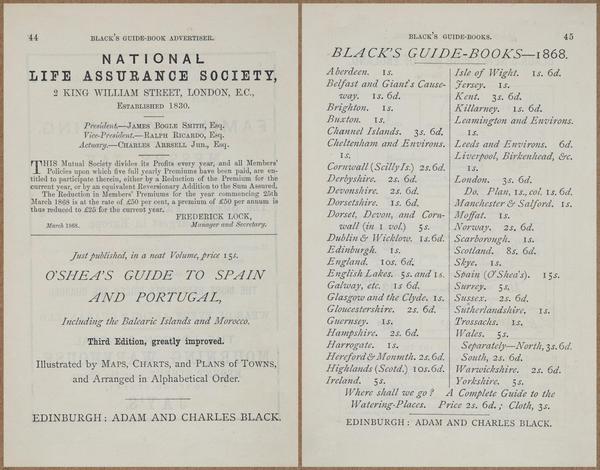 44 BLACK'S GUIDE-BOOK ADVERTISER.
NATIONAL
LIFE ASSURANCE SOCIETY,
2 KING WILLIAM STREET, LONDON, E.C.,
ESTABLISHED 1830.
President.—JAMES BOGLE SMITH, Esq.
Vice-President.—RALPH RICARDO, Esq.
Actuary.—CHARLES ANSELL JUN., Esq.
THIS Mutual Society divides its Profits every year, and all Members'
Policies upon which five full yearly Premiums have been paid, are en-
titled to participate therein, either by a Reduction of the Premium for the
current year, or by an equivalent Reversionary Addition to the Sum Assured.
The Reduction in Members' Premiums for the year commencing 25th
March 1868 is at the rate of £50 per cent, a premium of £50 per annum is
thus reduced to £25 for the current year.
FREDERICK LOCK,
March 1868. Manager and Secretary.
Just published, in a neat Volume, price 15s.
O'SHEA'S GUIDE TO SPAIN
AND PORTUGAL,
Including the Balearic Islands and Morocco.
Third Edition, greatly improved.
Illustrated by MAPS, CHARTS, and PLANS of TOWNS,
and Arranged in Alphabetical Order.
EDINBURGH: ADAM AND CHARLES BLACK.
BLACK'S GUIDE-BOOKS. 45
BLACK'S GUIDE-BOOKS—1868.
Aberdeen. 1s.
Belfast and Giant's Cause-
way. 1s. 6d.
Brighton. 1s.
Buxton. 1s.
Channel Islands. 3s. 6d.
Cheltenham and Environs.
1s.
Cornwall (Scilly Is.) 2s. 6d.
Derbyshire. 2s. 6d.
Devonshire. 2s. 6d.
Dorsetshire. 1s. 6d.
Dorset, Devon, and Corn-
wall (in 1 vol.) 5s.
Dublin & Wicklow. 1s. 6d.
Edinburgh. 1s.
England. 10s. 6d.
English Lakes. 5s. and 1s.
Galway, etc. 1s 6d.
Glasgow and the Clyde. 1s.
Gloucestershire. 2s. 6d.
Guernsey. 1s.
Hampshire. 2s. 6d.
Harrogate. 1s.
Hereford & Monmth. 2s. 6d.
Highlands (Scotd.) 10s. 6d.
Ireland. 5s.
Isle of Wight. 1s. 6d.
Jersey. 1s.
Kent. 3s. 6d.
Killarney. 1s. 6d.
Leamington and Environs.
1s.
Leeds and Environs. 6d.
Liverpool, Birkenhead, &c.
1s.
London. 3s. 6d.
Do. Plan, 1s., col. 1s. 6d.
Manchester & Salford. 1s.
Moffat. 1s.
Norway. 2s. 6d.
Scarborough. 1s.
Scotland. 8s. 6d.
Skye. 1s.
Spain (O'Shea's). 15s.
Surrey. 5s.
Sussex. 2s. 6d.
Sutherlandshire. 1s.
Trossachs. 1s.
Wales. 5s.
Separately—North, 3s. 6d.
South, 2s. 6d.
Warwickshire. 2s. 6d.
Yorkshire. 5s.
Where shall we go? A Complete Guide to the
Watering-Places. Price 2s. 6d.; Cloth, 3s.
EDINBURGH: ADAM AND CHARLES BLACK.